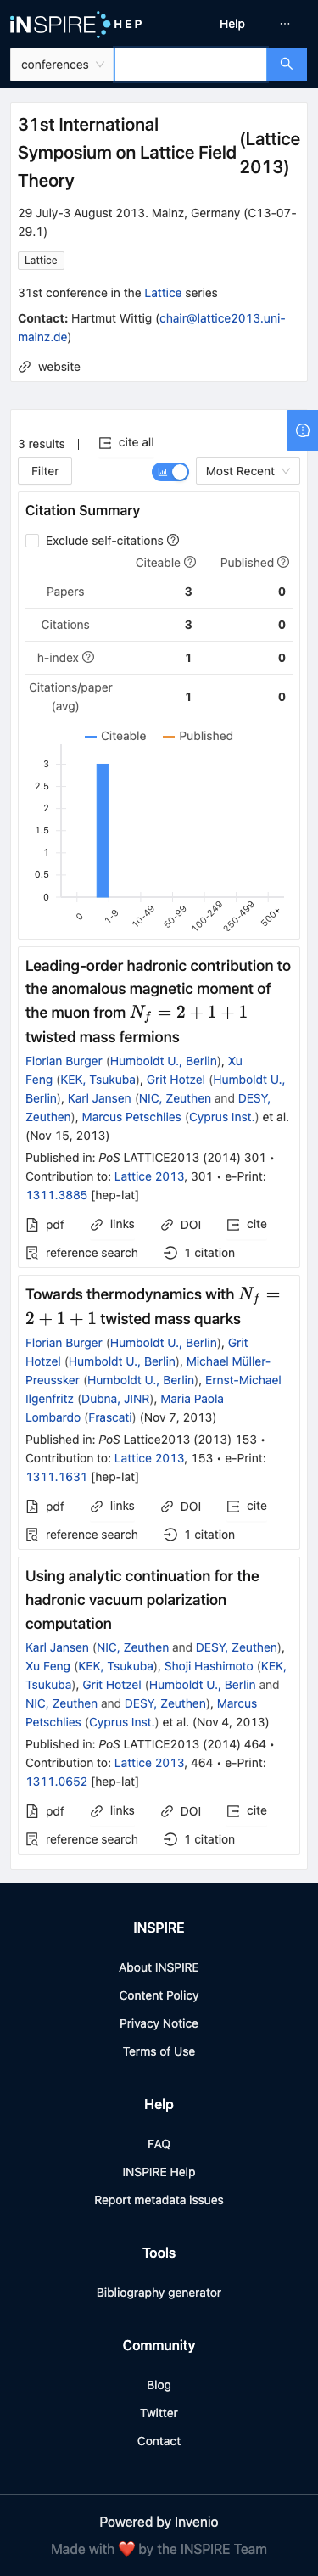 iNSPIRE HEP
Help
···
conferences
31st International
Symposium on Lattice Field
Theory
(Lattice
2013)
29 July-3 August 2013. Mainz, Germany (C13-07-
29.1)
Lattice
31st conference in the Lattice series
Contact: Hartmut Wittig (chair@lattice2013.uni-
mainz.de)
website
3 results | cite all
Filter
Most Recent
Citation Summary
Exclude self-citations
Citeable Published
Papers 3 0
Citations 3 0
h-index 1 0
Citations/paper
(avg) 1 0
Citeable Published
3
2.5
2
1.5
1
0.5
0
0 1-9 10-49 50-99 100-249 250-499 500+
Leading-order hadronic contribution to
the anomalous magnetic moment of
the muon from N_f = 2 + 1 + 1
twisted mass fermions
Florian Burger (Humboldt U., Berlin), Xu
Feng (KEK, Tsukuba), Grit Hotzel (Humboldt U.,
Berlin), Karl Jansen (NIC, Zeuthen and DESY,
Zeuthen), Marcus Petschlies (Cyprus Inst.) et al.
(Nov 15, 2013)
Published in: PoS LATTICE2013 (2014) 301 •
Contribution to: Lattice 2013, 301 • e-Print:
1311.3885 [hep-lat]
pdf links DOI cite
reference search 1 citation
Towards thermodynamics with N_f =
2 + 1 + 1 twisted mass quarks
Florian Burger (Humboldt U., Berlin), Grit
Hotzel (Humboldt U., Berlin), Michael Müller-
Preussker (Humboldt U., Berlin), Ernst-Michael
Ilgenfritz (Dubna, JINR), Maria Paola
Lombardo (Frascati) (Nov 7, 2013)
Published in: PoS Lattice2013 (2013) 153 •
Contribution to: Lattice 2013, 153 • e-Print:
1311.1631 [hep-lat]
pdf links DOI cite
reference search 1 citation
Using analytic continuation for the
hadronic vacuum polarization
computation
Karl Jansen (NIC, Zeuthen and DESY, Zeuthen),
Xu Feng (KEK, Tsukuba), Shoji Hashimoto (KEK,
Tsukuba), Grit Hotzel (Humboldt U., Berlin and
NIC, Zeuthen and DESY, Zeuthen), Marcus
Petschlies (Cyprus Inst.) et al. (Nov 4, 2013)
Published in: PoS LATTICE2013 (2014) 464 •
Contribution to: Lattice 2013, 464 • e-Print:
1311.0652 [hep-lat]
pdf links DOI cite
reference search 1 citation
INSPIRE
About INSPIRE
Content Policy
Privacy Notice
Terms of Use
Help
FAQ
INSPIRE Help
Report metadata issues
Tools
Bibliography generator
Community
Blog
Twitter
Contact
Powered by Invenio
Made with ❤️ by the INSPIRE Team